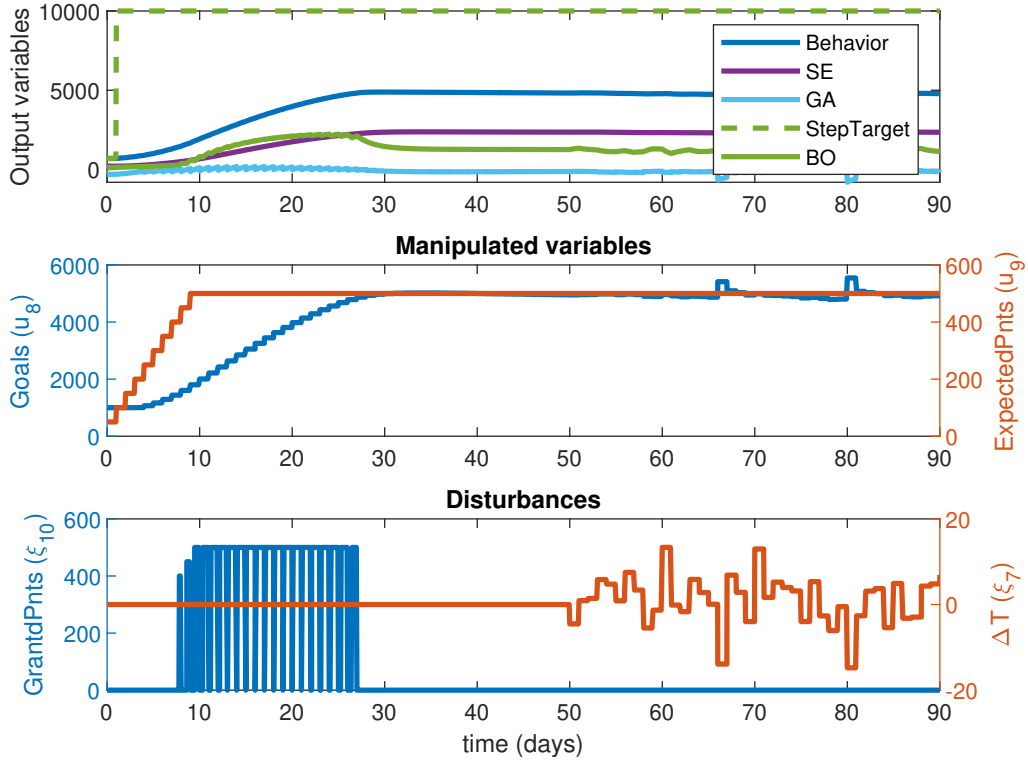 10000
5000
0
Output variables
Behavior
SE
GA
StepTarget
BO
0 10 20 30 40 50 60 70 80 90
Manipulated variables
6000
4000
2000
0
Goals (u8)
600
400
200
0
ExpectedPnts (u9)
0 10 20 30 40 50 60 70 80 90
Disturbances
600
400
200
0
GrantdPnts (ξ10)
20
0
-20
ΔT (ξ7)
0 10 20 30 40 50 60 70 80 90
time (days)